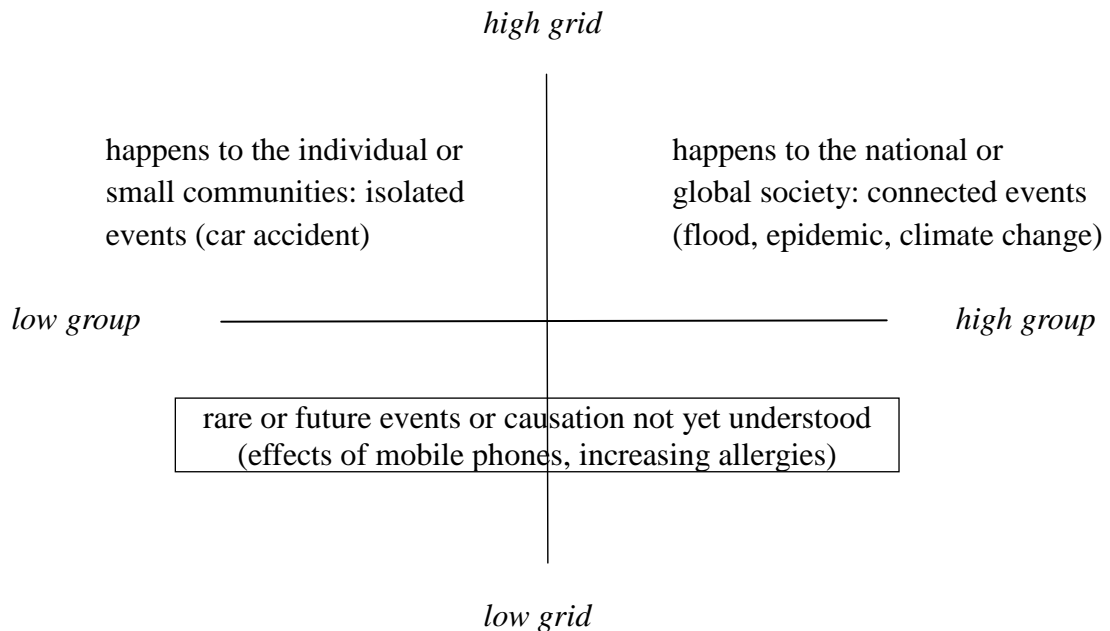 high grid
happens to the individual or
small communities: isolated
events (car accident)
happens to the national or
global society: connected events
(flood, epidemic, climate change)
low group
high group
rare or future events or causation not yet understood
(effects of mobile phones, increasing allergies)
low grid